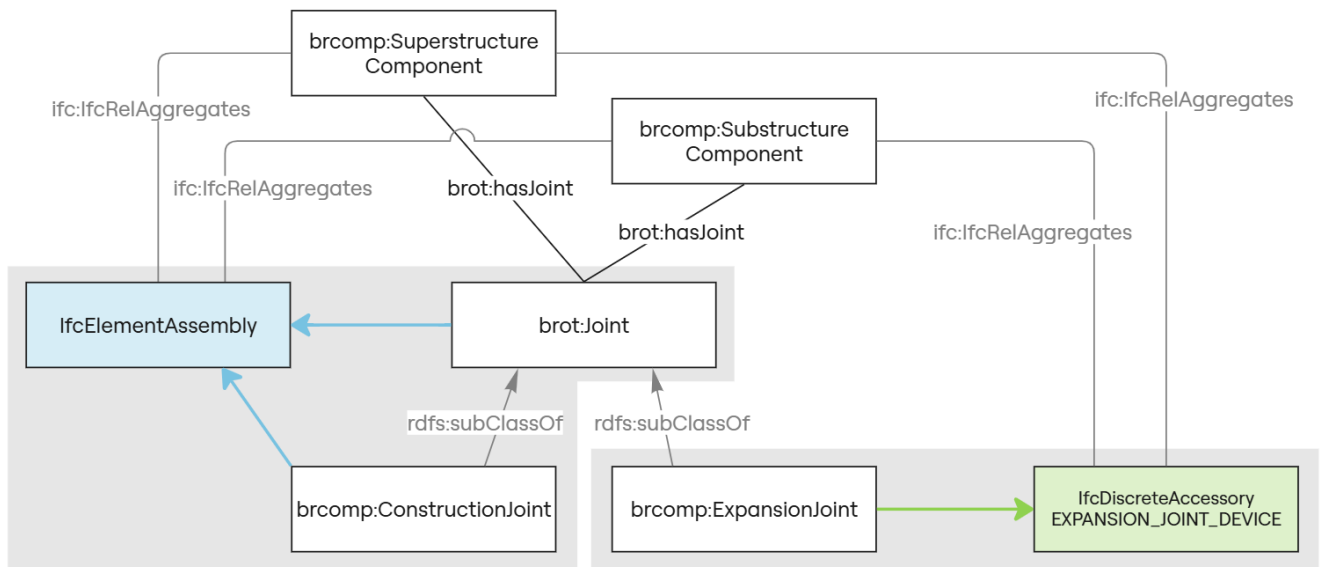 brcomp:Superstructure
Component
ifc:IfcRelAggregates
ifc:IfcRelAggregates
brcomp:Substructure
Component
ifc:IfcRelAggregates
brot:hasJoint
brot:hasJoint
ifc:IfcRelAggregates
IfcElementAssembly
brot:Joint
rdfs:subClassOf
rdfs:subClassOf
brcomp:ConstructionJoint
brcomp:ExpansionJoint
IfcDiscreteAccessory
EXPANSION_JOINT_DEVICE